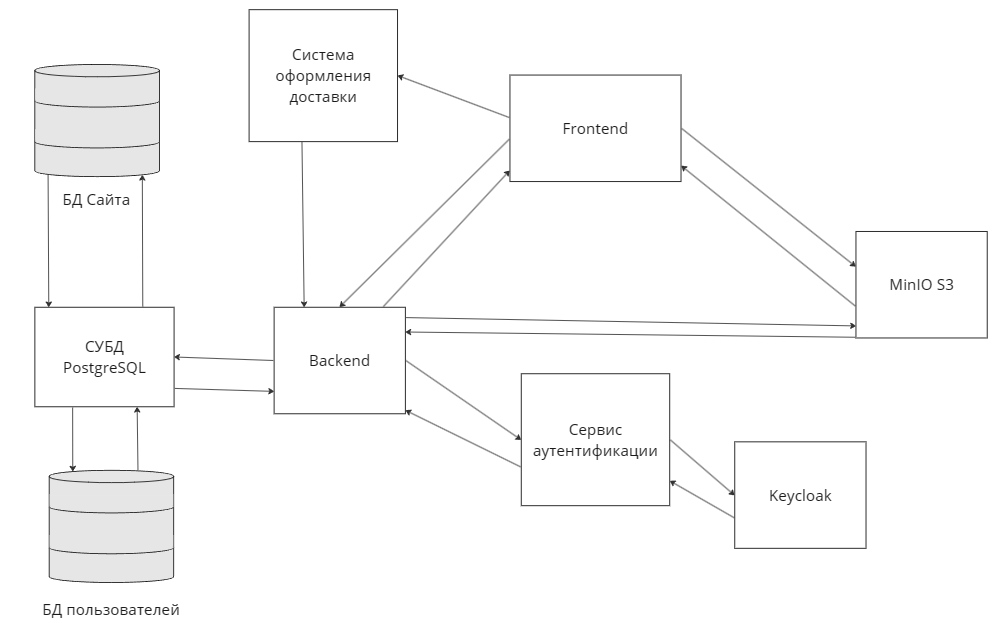 Система
оформления
доставки
Frontend
БД Сайта
MinIO S3
СУБД
PostgreSQL
Backend
Сервис
аутентификации
Keycloak
БД пользователей